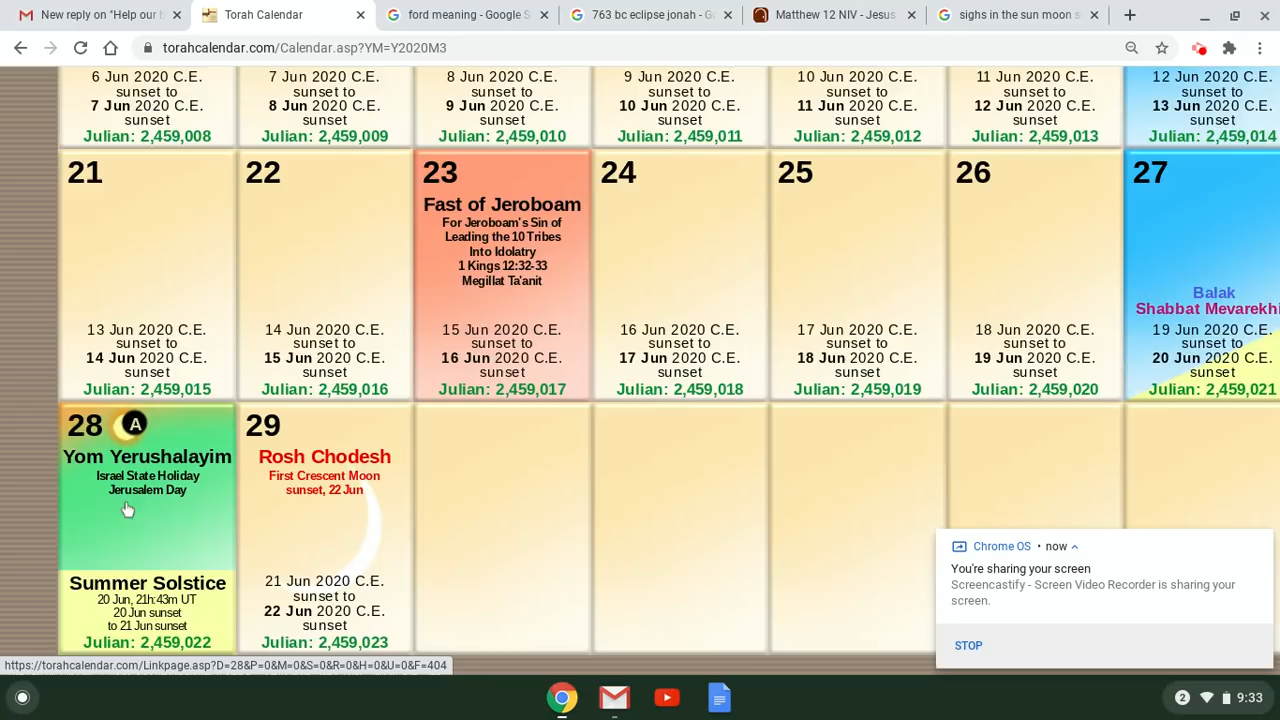 New reply on "Help our b
Torah Calendar
ford meaning - Google S
763 bc eclipse jonah - G
Matthew 12 NIV - Jesus
sighs in the sun moon s
torahcalendar.com/Calendar.asp?YM=Y2020M3
6 Jun 2020 C.E.
sunset to
7 Jun 2020 C.E.
sunset
Julian: 2,459,008
7 Jun 2020 C.E.
sunset to
8 Jun 2020 C.E.
sunset
Julian: 2,459,009
8 Jun 2020 C.E.
sunset to
9 Jun 2020 C.E.
sunset
Julian: 2,459,010
9 Jun 2020 C.E.
sunset to
10 Jun 2020 C.E.
sunset
Julian: 2,459,011
10 Jun 2020 C.E.
sunset to
11 Jun 2020 C.E.
sunset
Julian: 2,459,012
11 Jun 2020 C.E.
sunset to
12 Jun 2020 C.E.
sunset
Julian: 2,459,013
12 Jun 2020 C.E.
sunset to
13 Jun 2020 C.E.
sunset
Julian: 2,459,014
21
13 Jun 2020 C.E.
sunset to
14 Jun 2020 C.E.
sunset
Julian: 2,459,015
22
14 Jun 2020 C.E.
sunset to
15 Jun 2020 C.E.
sunset
Julian: 2,459,016
23
Fast of Jeroboam
For Jeroboam's Sin of
Leading the 10 Tribes
Into Idolatry
1 Kings 12:32-33
Megillat Ta'anit
15 Jun 2020 C.E.
sunset to
16 Jun 2020 C.E.
sunset
Julian: 2,459,017
24
16 Jun 2020 C.E.
sunset to
17 Jun 2020 C.E.
sunset
Julian: 2,459,018
25
17 Jun 2020 C.E.
sunset to
18 Jun 2020 C.E.
sunset
Julian: 2,459,019
26
18 Jun 2020 C.E.
sunset to
19 Jun 2020 C.E.
sunset
Julian: 2,459,020
27
Balak
Shabbat Mevarekhi
19 Jun 2020 C.E.
sunset to
20 Jun 2020 C.E.
sunset
Julian: 2,459,021
28 A
Yom Yerushalayim
Israel State Holiday
Jerusalem Day
Summer Solstice
20 Jun, 21h:43m UT
20 Jun sunset
to 21 Jun sunset
Julian: 2,459,022
29
Rosh Chodesh
First Crescent Moon
sunset, 22 Jun
21 Jun 2020 C.E.
sunset to
22 Jun 2020 C.E.
sunset
Julian: 2,459,023
Chrome OS • now
You're sharing your screen
Screencastify - Screen Video Recorder is sharing your
screen.
STOP
https://torahcalendar.com/Linkpage.asp?D=28&P=0&M=0&S=0&R=0&H=0&U=0&F=404
2 9:33